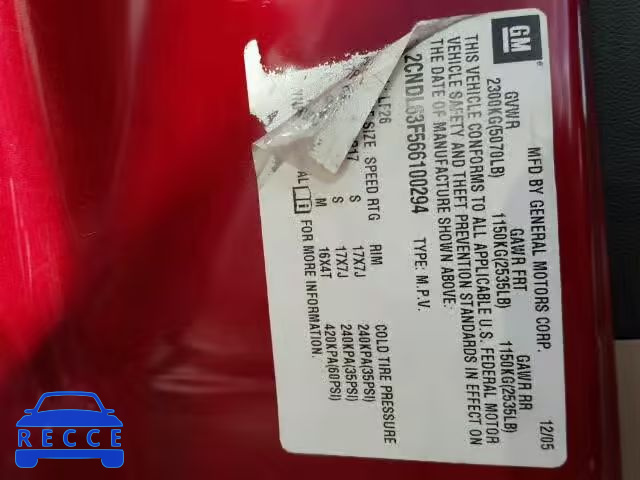 GM
MFD BY GENERAL MOTORS CORP. 12/05
GVWR GAWR FRT GAWR RR
2300KG(5070LB) 1150KG(2535LB) 1150KG(2535LB)
THIS VEHICLE CONFORMS TO ALL APPLICABLE U.S. FEDERAL MOTOR
VEHICLE SAFETY AND THEFT PREVENTION STANDARDS IN EFFECT ON
THE DATE OF MANUFACTURE SHOWN ABOVE.
2CNDL63F566100294 TYPE: M.P.V.
LF26
SIZE SPEED RTG RIM COLD TIRE PRESSURE
S 17X7J 240KPA(35PSI)
S 17X7J 240KPA(35PSI)
M 16X4T 420KPA(60PSI)
FOR MORE INFORMATION.
RECCE